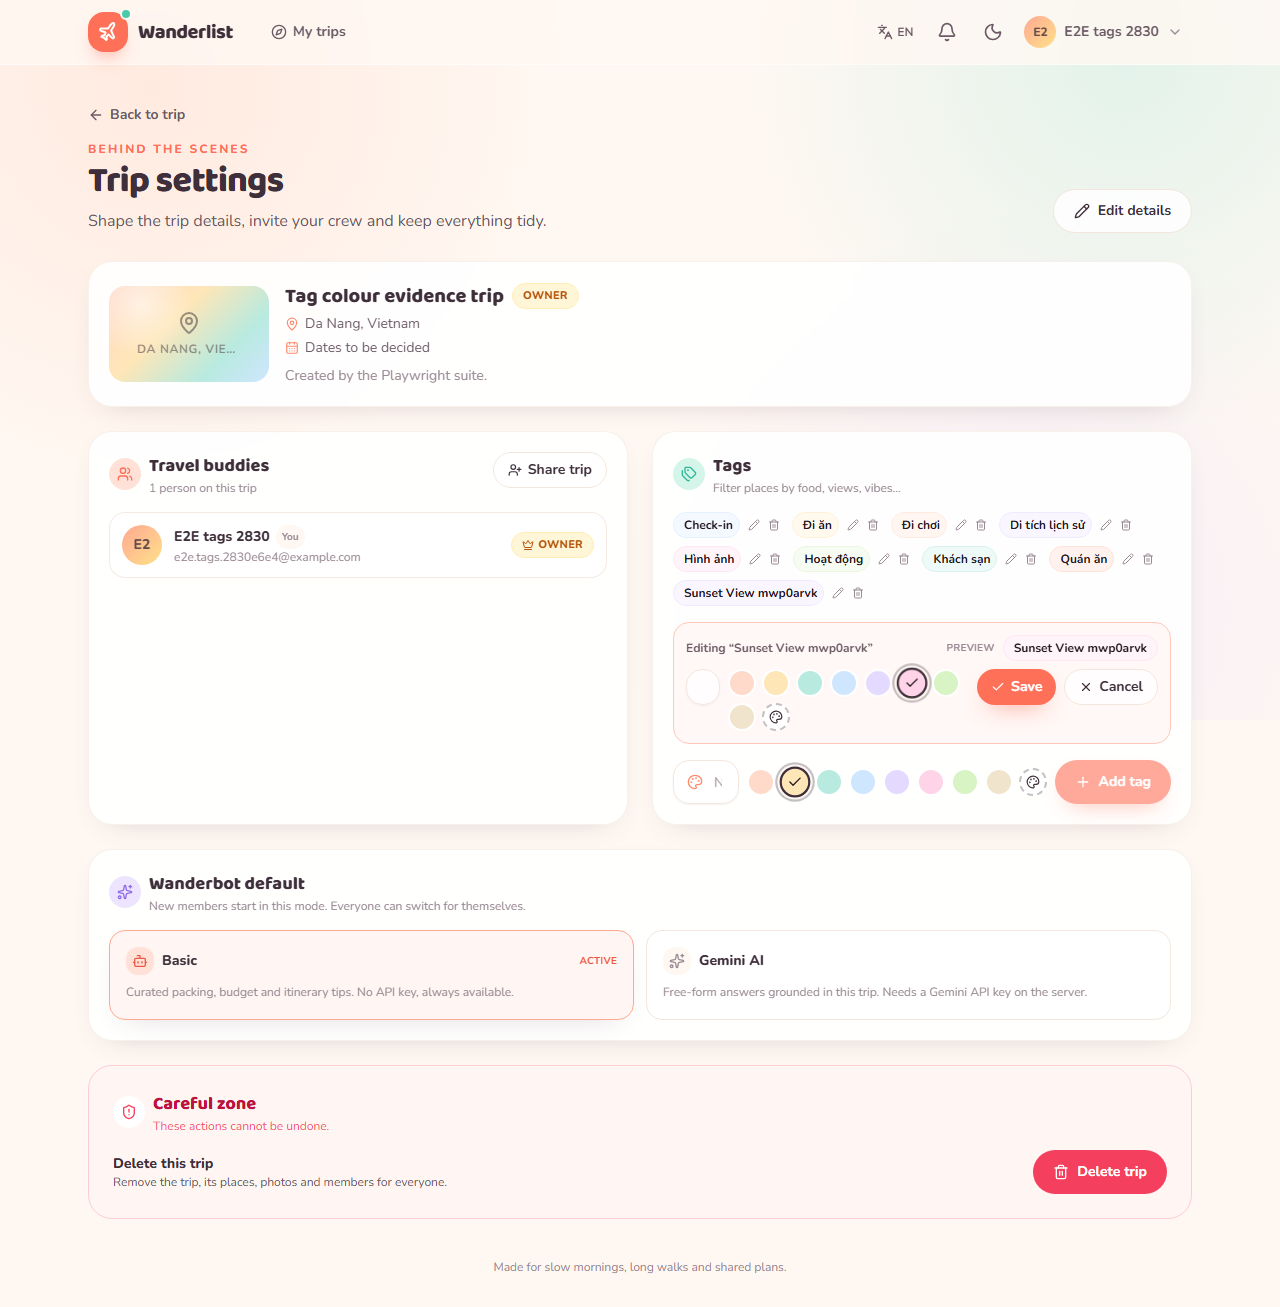 Wanderlist
My trips
EN
E2
E2E tags 2830
Back to trip
BEHIND THE SCENES
Trip settings
Shape the trip details, invite your crew and keep everything tidy.
Edit details
DA NANG, VIE...
Tag colour evidence trip
OWNER
Da Nang, Vietnam
Dates to be decided
Created by the Playwright suite.
Travel buddies
1 person on this trip
Share trip
E2
E2E tags 2830
You
e2e.tags.2830e6e4@example.com
OWNER
Tags
Filter places by food, views, vibes...
Check-in
Đi ăn
Đi chơi
Di tích lịch sử
Hình ảnh
Hoạt động
Khách sạn
Quán ăn
Sunset View mwp0arvk
Editing “Sunset View mwp0arvk”
PREVIEW
Sunset View mwp0arvk
Save
Cancel
Add tag
Wanderbot default
New members start in this mode. Everyone can switch for themselves.
Basic
ACTIVE
Curated packing, budget and itinerary tips. No API key, always available.
Gemini AI
Free-form answers grounded in this trip. Needs a Gemini API key on the server.
Careful zone
These actions cannot be undone.
Delete this trip
Remove the trip, its places, photos and members for everyone.
Delete trip
Made for slow mornings, long walks and shared plans.